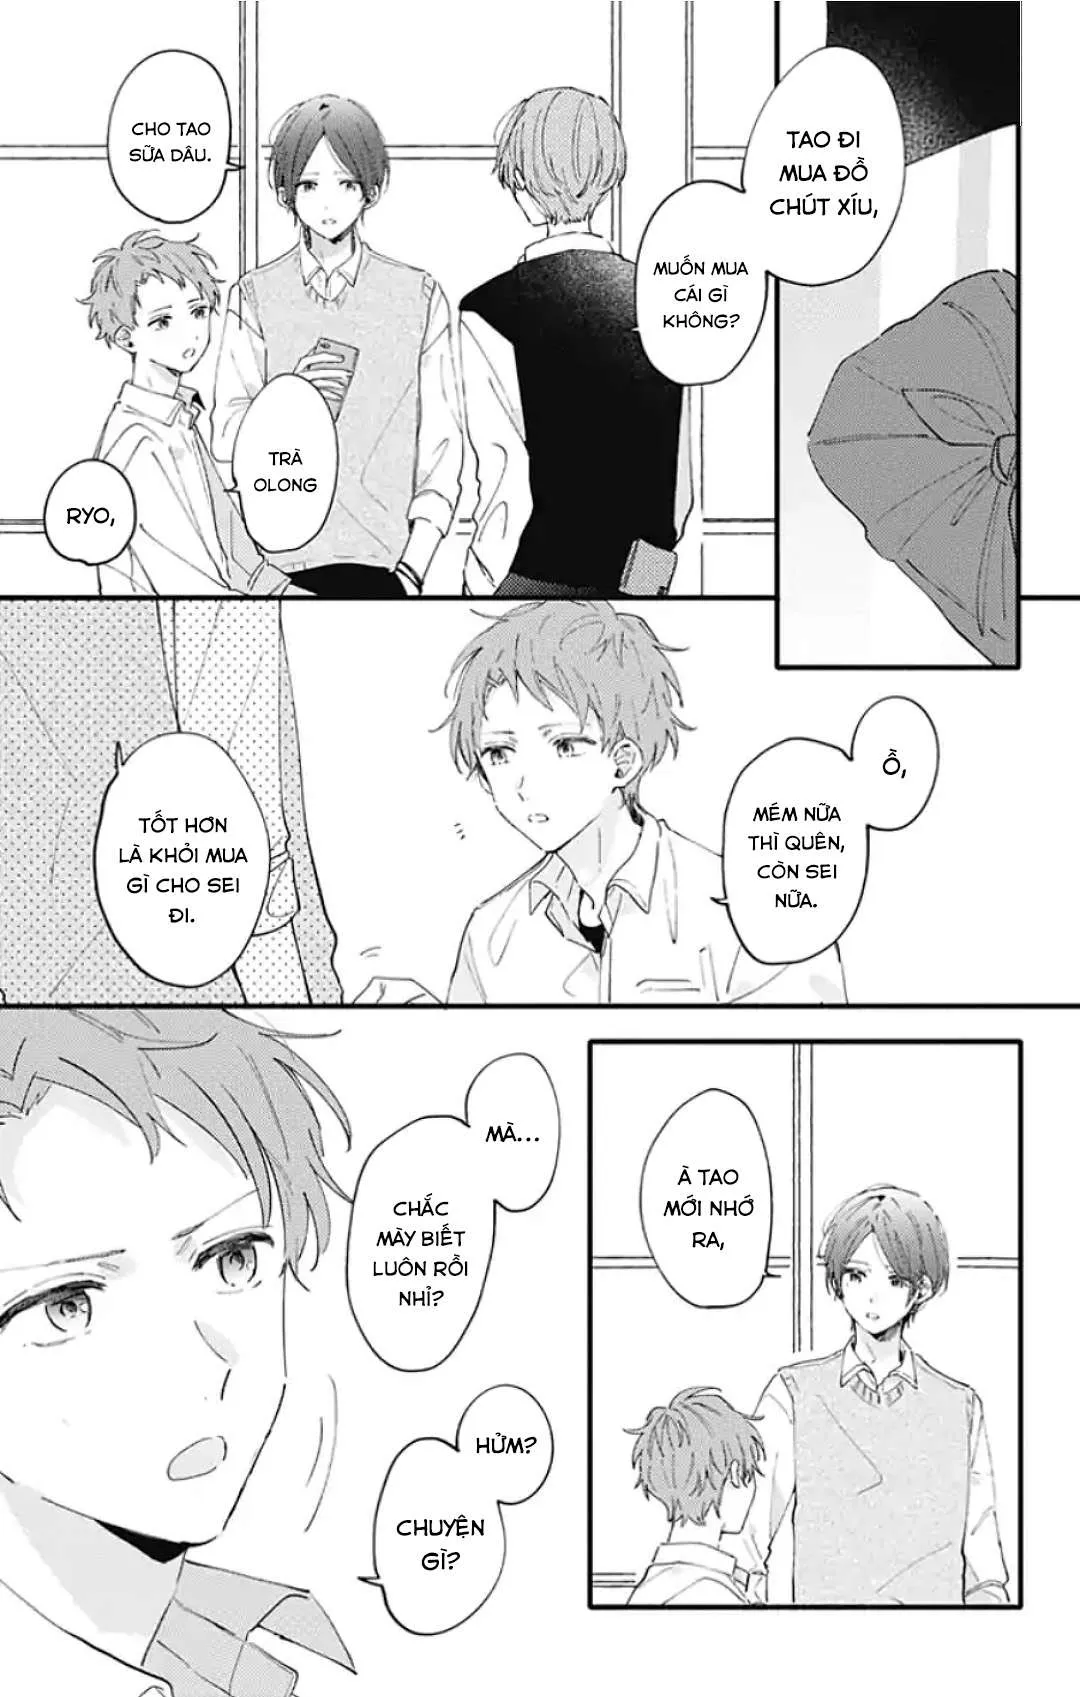 TAO ĐI
MUA ĐỒ
CHÚT XÍU,
MUỐN MUA
CÁI GÌ
KHÔNG?
CHO TAO
SỮA DÂU.
TRÀ
OLONG
RYO,
Ồ,
MÉM NỮA
THÌ QUÊN,
CÒN SEI
NỮA.
TỐT HƠN
LÀ KHỎI MUA
GÌ CHO SEI
ĐI.
À TAO
MỚI NHỚ
RA,
MÀ...
CHẮC
MÀY BIẾT
LUÔN RỒI
NHỈ?
HỬM?
CHUYỆN
GÌ?